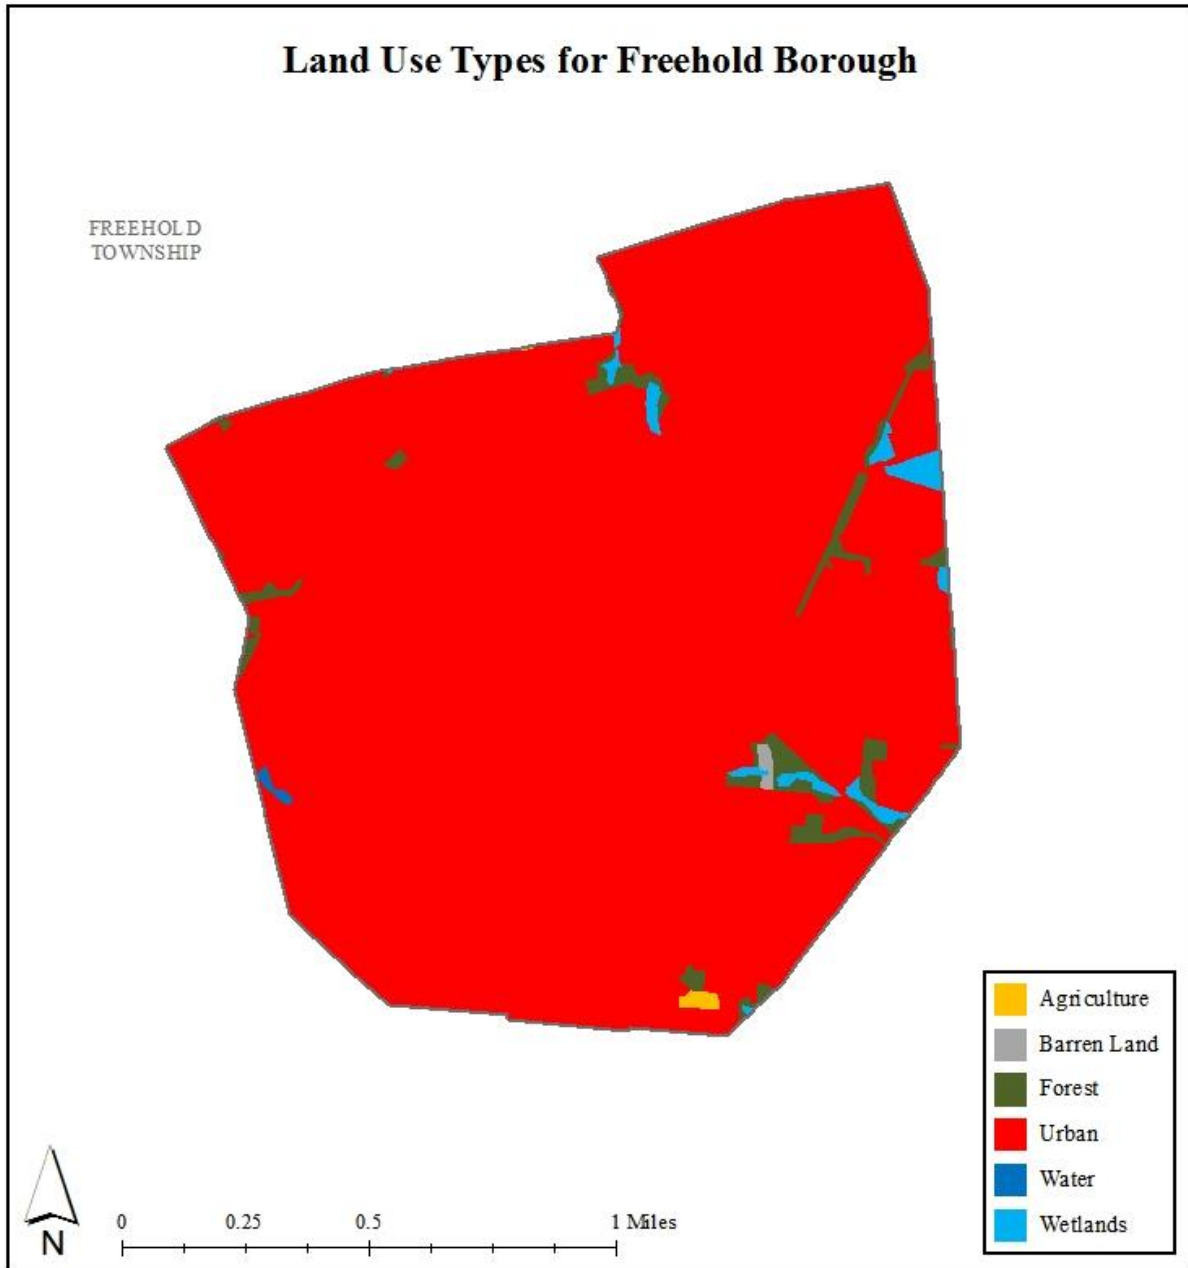 Land Use Types for Freehold Borough
FREEHOLD
TOWNSHIP
Agriculture
Barren Land
Forest
Urban
Water
Wetlands
N
0 0.25 0.5 1 Miles